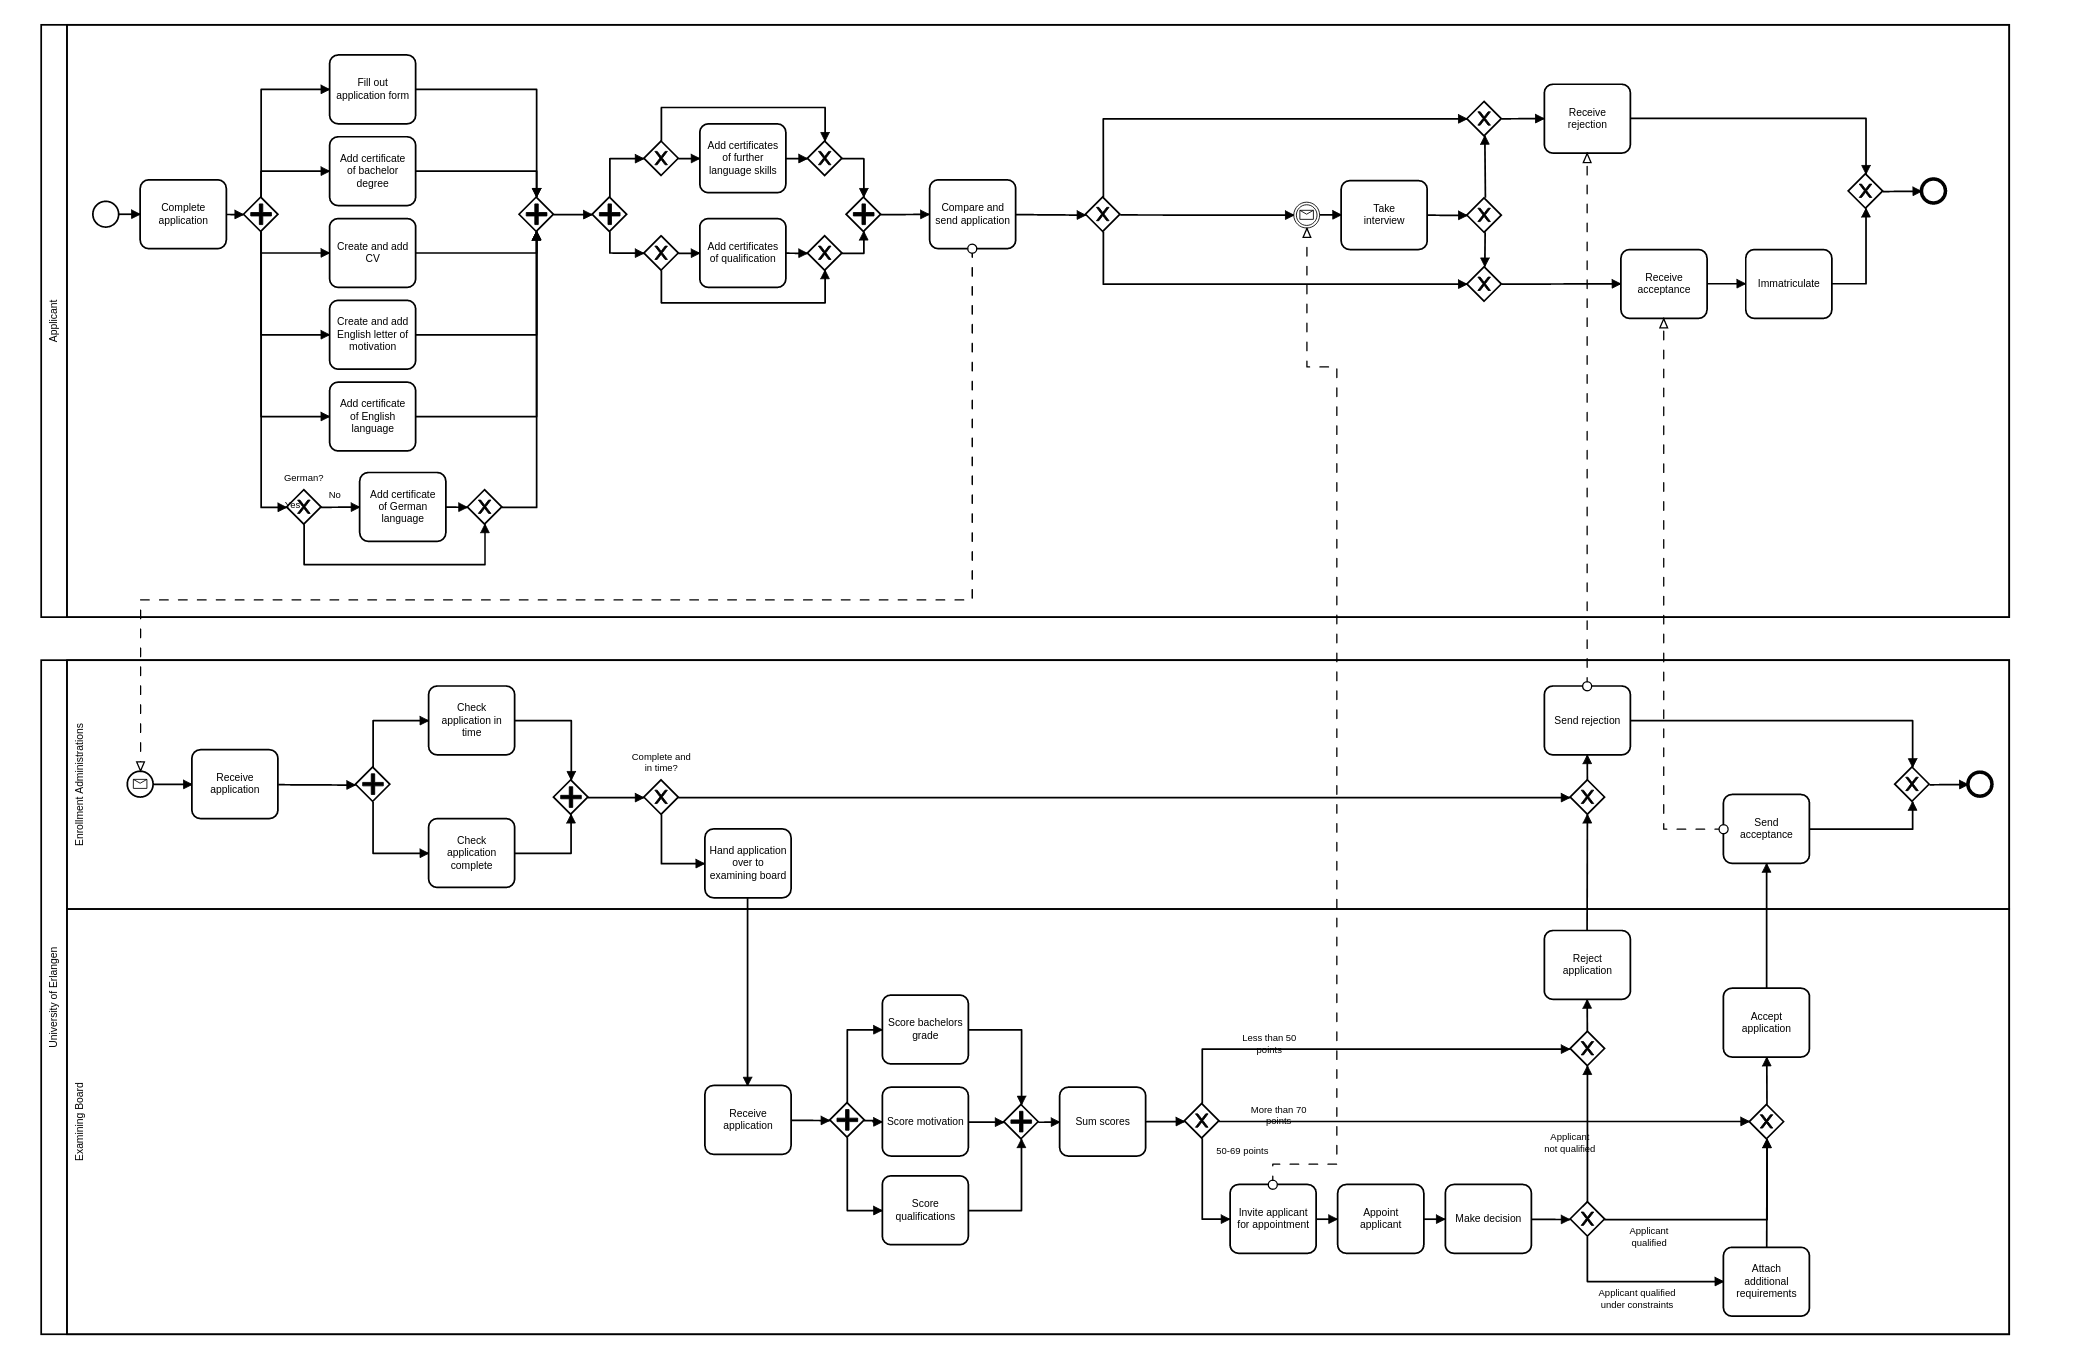 Applicant
Complete
application
Fill out
application form
Add certificate
of bachelor
degree
Create and add
CV
Create and add
English letter of
motivation
Add certificate
of English
language
German?
Yes
No
Add certificate
of German
language
Add certificates
of further
language skills
Add certificates
of qualification
Compare and
send application
Take
interview
Receive
rejection
Receive
acceptance
Immatriculate
University of Erlangen
Enrollment Administrations
Receive
application
Check
application in
time
Check
application
complete
Complete and
in time?
Hand application
over to
examining board
Send rejection
Send
acceptance
Examining Board
Receive
application
Score bachelors
grade
Score motivation
Score
qualifications
Sum scores
Less than 50
points
More than 70
points
50-69 points
Invite applicant
for appointment
Appoint
applicant
Make decision
Applicant
not qualified
Applicant
qualified
Applicant qualified
under constraints
Reject
application
Accept
application
Attach
additional
requirements